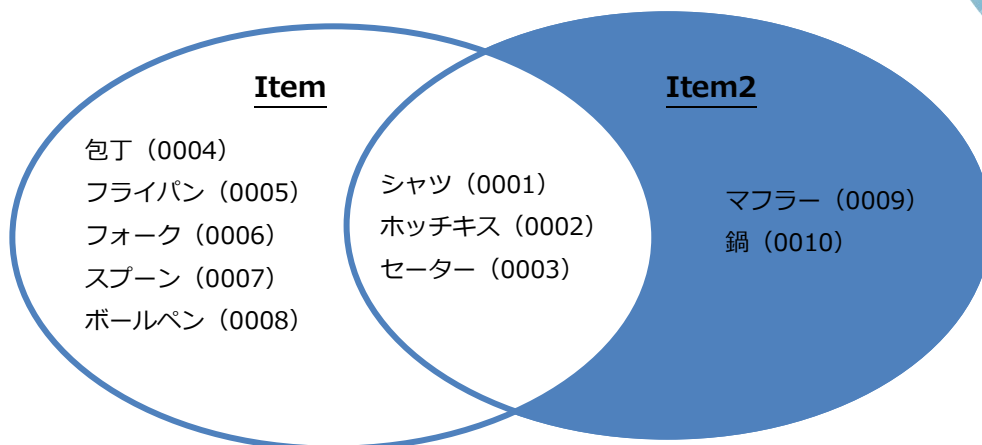 Item
包丁（0004）
フライパン（0005）
フォーク（0006）
スプーン（0007）
ボールペン（0008）
シャツ（0001）
ホッチキス（0002）
セーター（0003）
Item2
マフラー（0009）
鍋（0010）